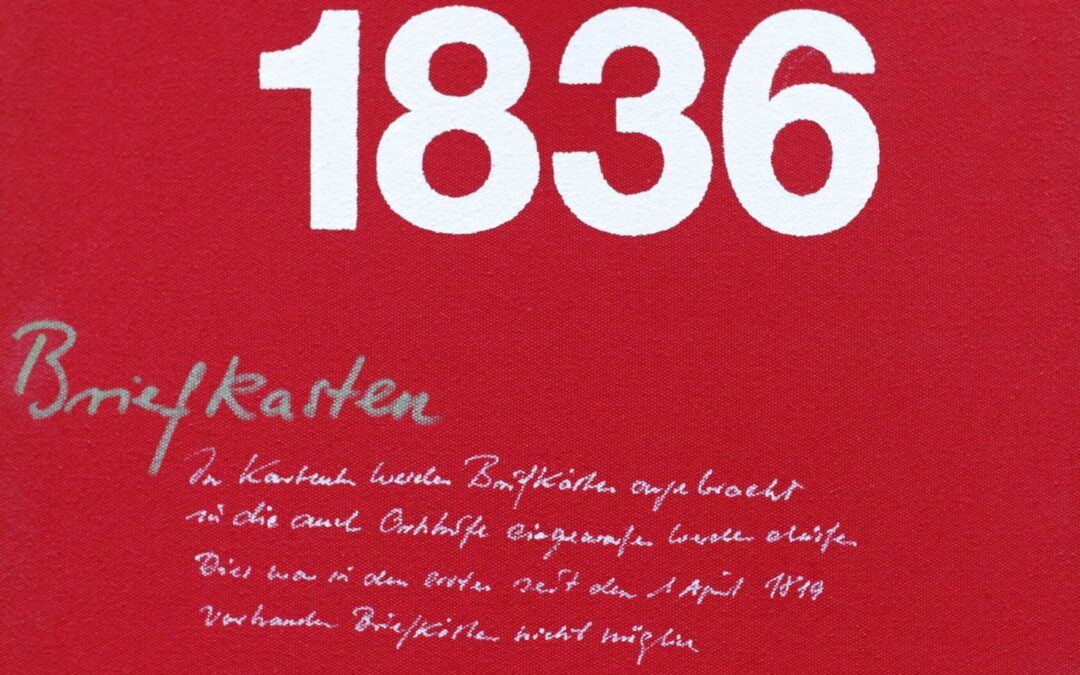 1836
Briefkasten
In werden Briefkästen angebracht
in die auch eingeworfen werden dürfen
Dies war in den ersten seit dem 1 April 1819
vorhanden Briefkästen nicht möglich